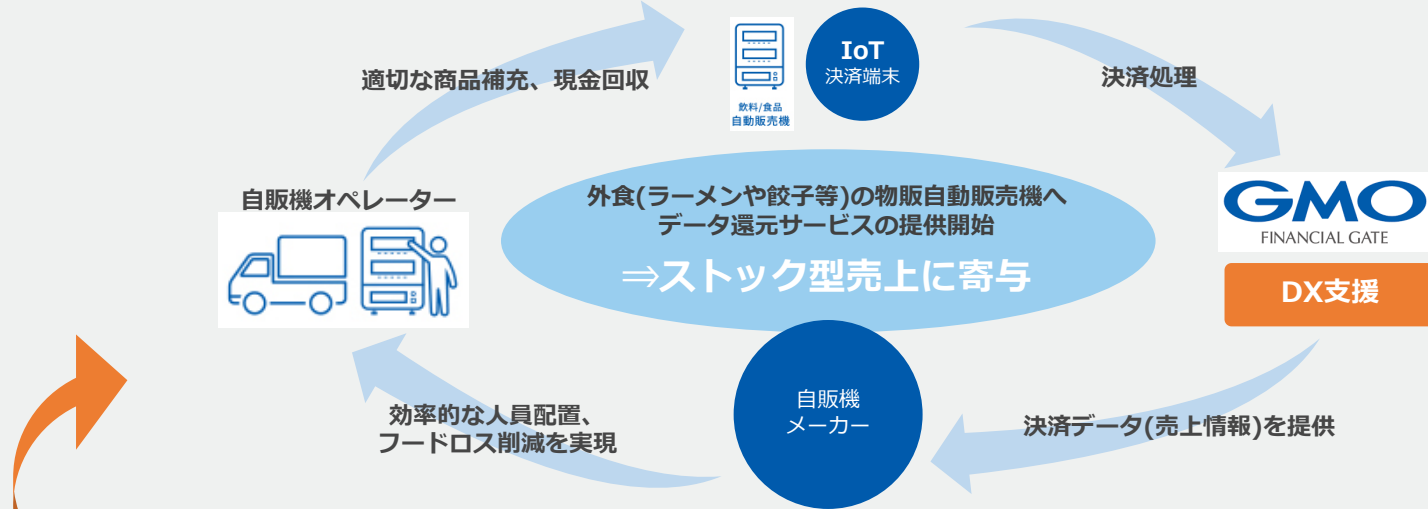 IoT
決済端末
飲料/食品
自動販売機
適切な商品補充、現金回収
決済処理
自販機オペレーター
外食(ラーメンや餃子等)の物販自動販売機へ
データ還元サービスの提供開始
⇒ストック型売上に寄与
GMO
FINANCIAL GATE
DX支援
自販機
メーカー
効率的な人員配置、
フードロス削減を実現
決済データ(売上情報)を提供